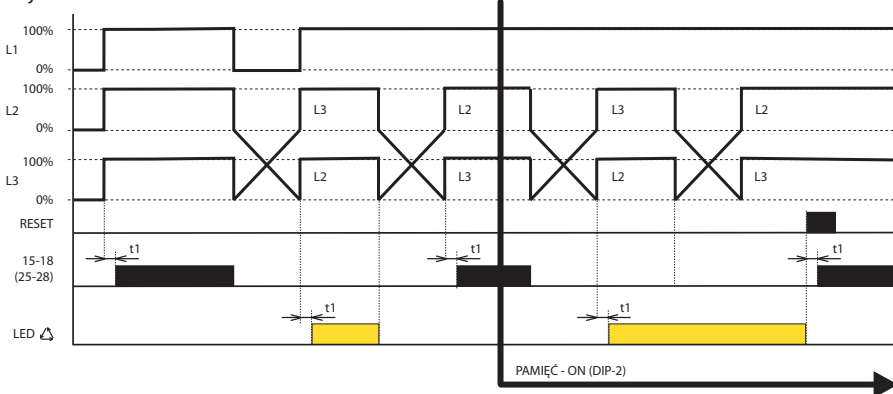 100%
L1
0%
100%
L2
0%
L3
L2
L3
L2
100%
L3
0%
L2
L3
L2
L3
RESET
15-18
(25-28)
t1
t1
t1
LED
t1
t1
PAMIĘĆ - ON (DIP-2)